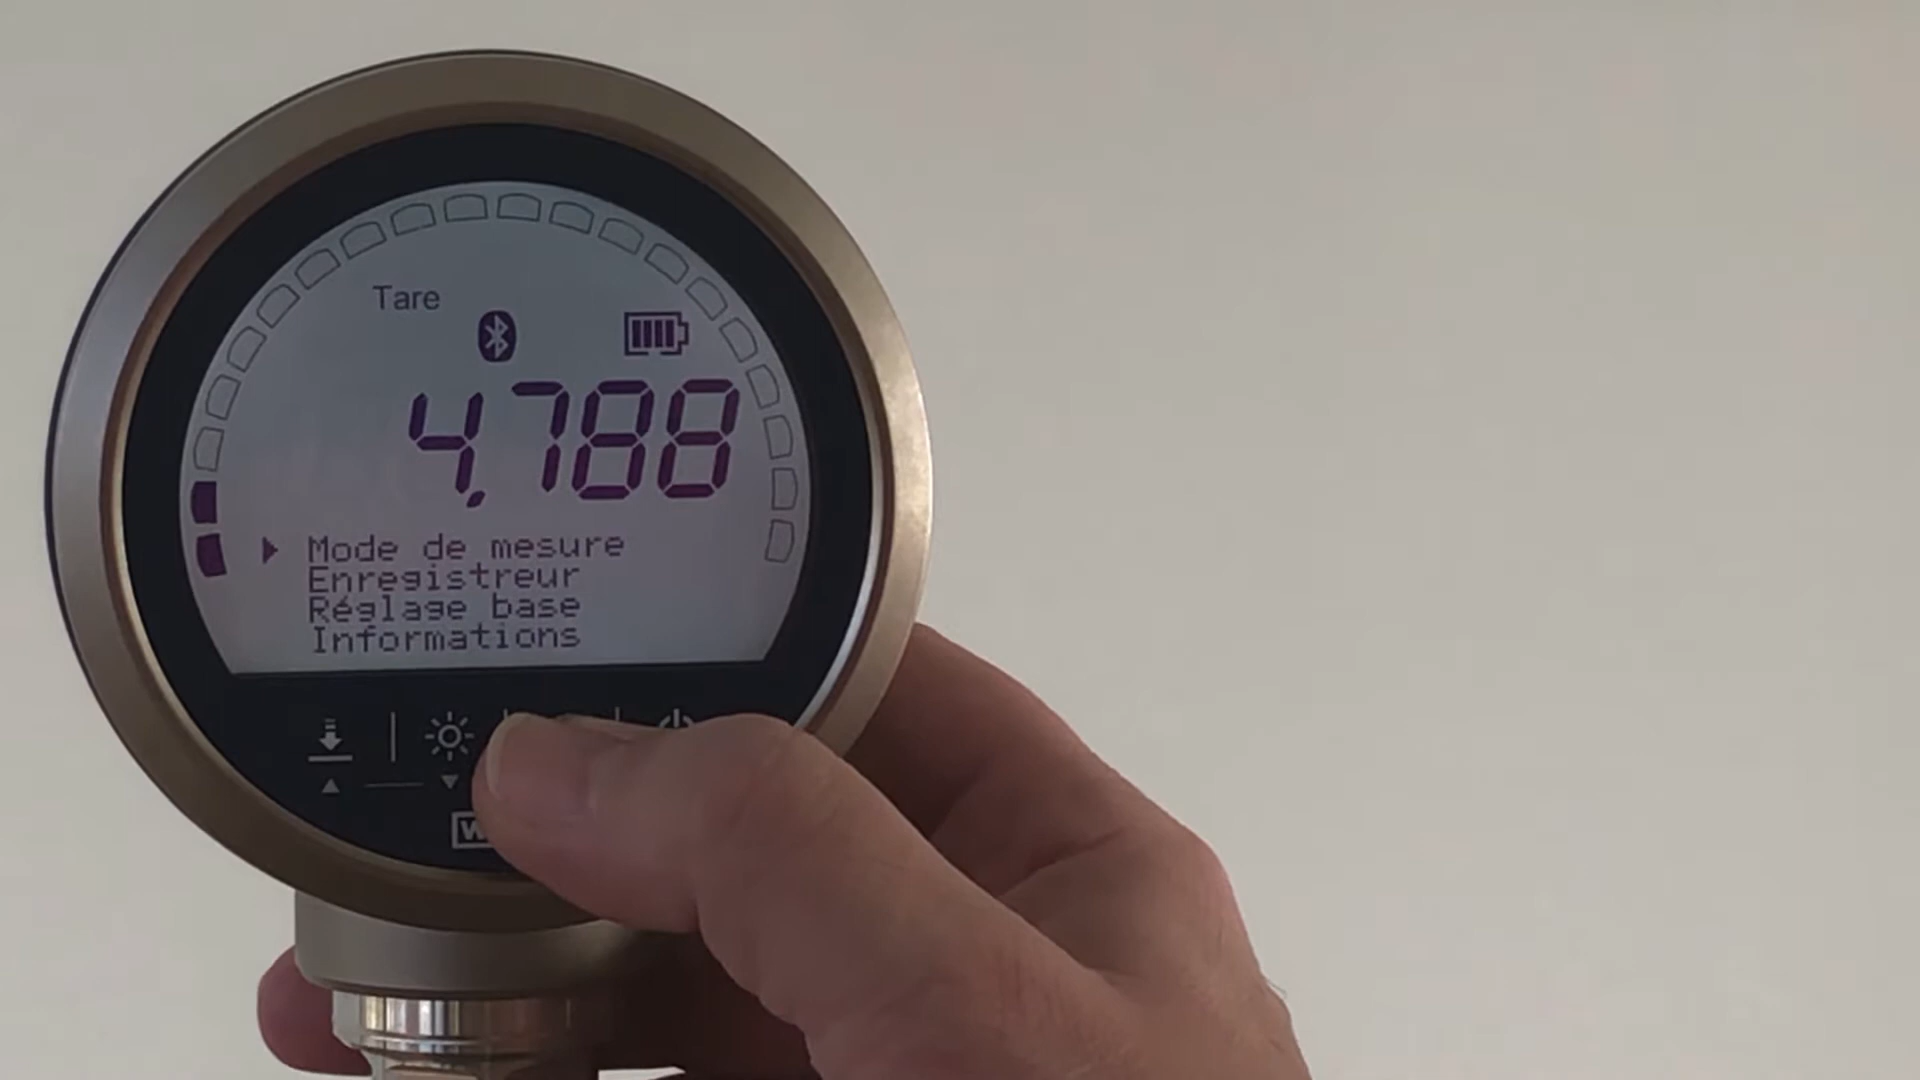 Tare
4,788
Mode de mesure
Enregistreur
Réglage base
Informations